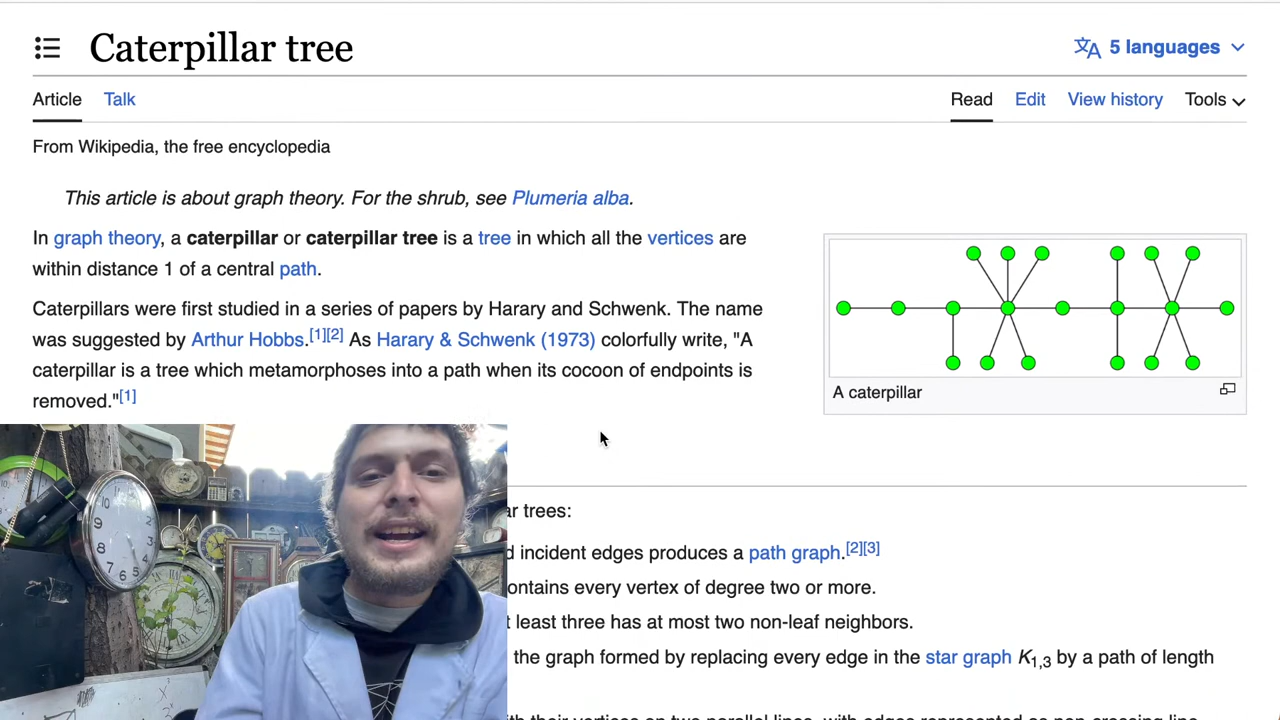 Caterpillar tree
5 languages
Article Talk Read Edit View history Tools
From Wikipedia, the free encyclopedia
This article is about graph theory. For the shrub, see Plumeria alba.
In graph theory, a caterpillar or caterpillar tree is a tree in which all the vertices are
within distance 1 of a central path.
Caterpillars were first studied in a series of papers by Harary and Schwenk. The name
was suggested by Arthur Hobbs.[1][2] As Harary & Schwenk (1973) colorfully write, "A
caterpillar is a tree which metamorphoses into a path when its cocoon of endpoints is
removed."[1]
A caterpillar
ar trees:
d incident edges produces a path graph.[2][3]
ontains every vertex of degree two or more.
t least three has at most two non-leaf neighbors.
the graph formed by replacing every edge in the star graph K1,3 by a path of length